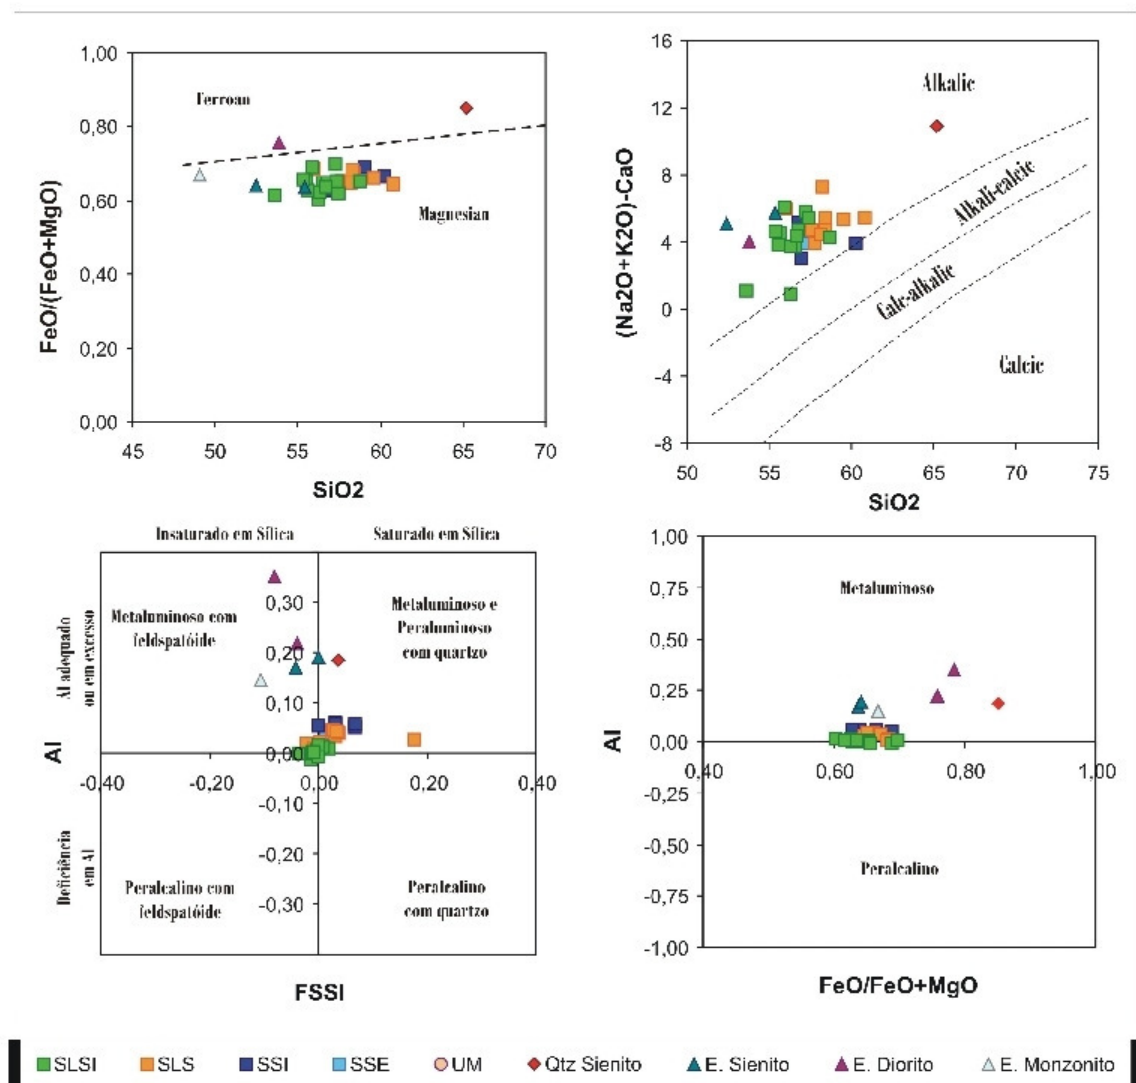 1,00
0,80
0,60
0,40
0,20
0,00
FeO/(FeO+MgO)
Ferroan
Magnesian
45 50 55 60 65 70
SiO2
16
12
8
4
0
-4
-8
(Na2O+K2O)-CaO
Alkalic
Alkali-calcic
Calc-alkalic
Calcic
50 55 60 65 70 75
SiO2
Insaturado em Sílica Saturado em Sílica
Al adequado
ou em excesso
Deficiência
em Al
AI
Metaluminoso com
feldspatóide
Metaluminoso e
Peraluminoso
com quartzo
0,30
0,20
0,10
0,00
-0,40 -0,20 0,00 0,20 0,40
-0,10
-0,20
-0,30
Peralcalino com
feldspatóide
Peralcalino
com quartzo
FSSI
1,00
0,75
0,50
0,25
0,00
-0,25
-0,50
-0,75
-1,00
AI
Metaluminoso
0,40 0,60 0,80 1,00
Peralcalino
FeO/FeO+MgO
SLSI SLS SSI SSE UM Qtz Sienito E. Sienito E. Diorito E. Monzonito